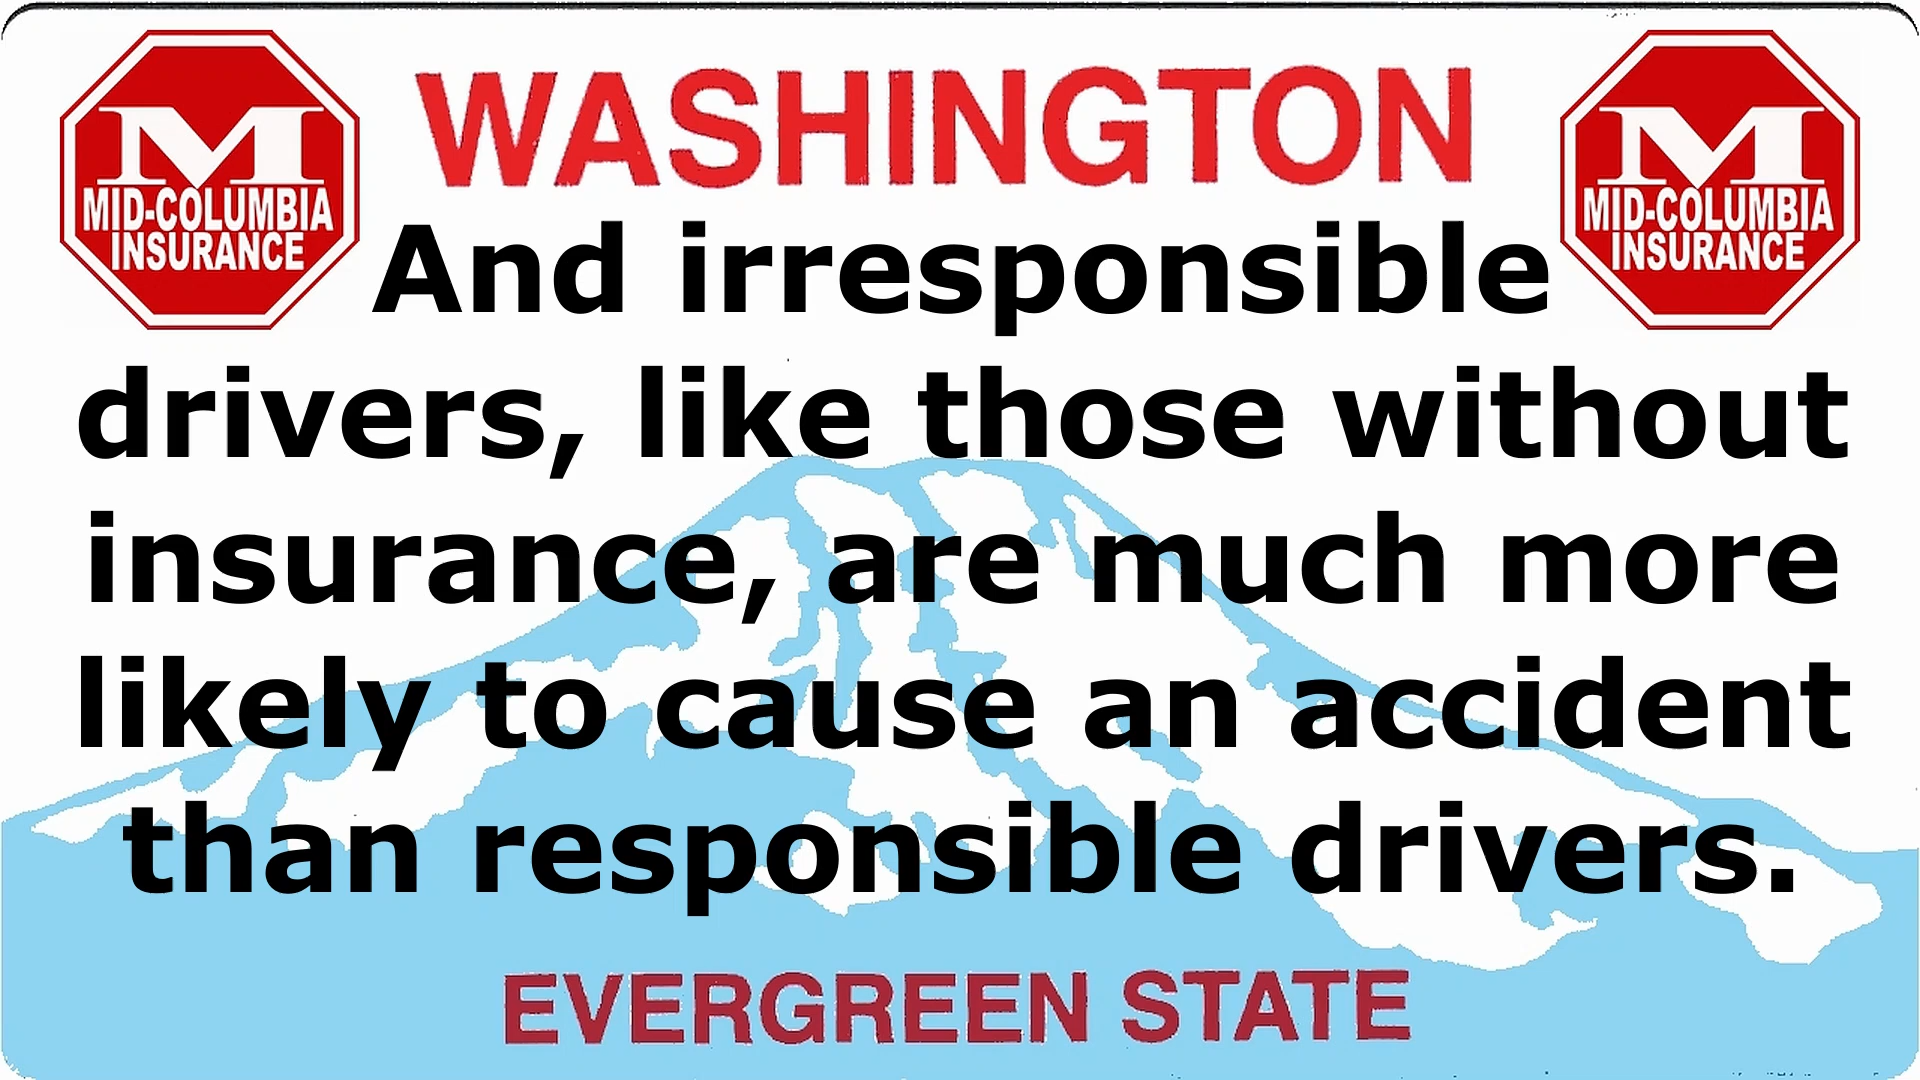 WASHINGTON
M
MID-COLUMBIA
INSURANCE
M
MID-COLUMBIA
INSURANCE
And irresponsible
drivers, like those without
insurance, are much more
likely to cause an accident
than responsible drivers.
EVERGREEN STATE